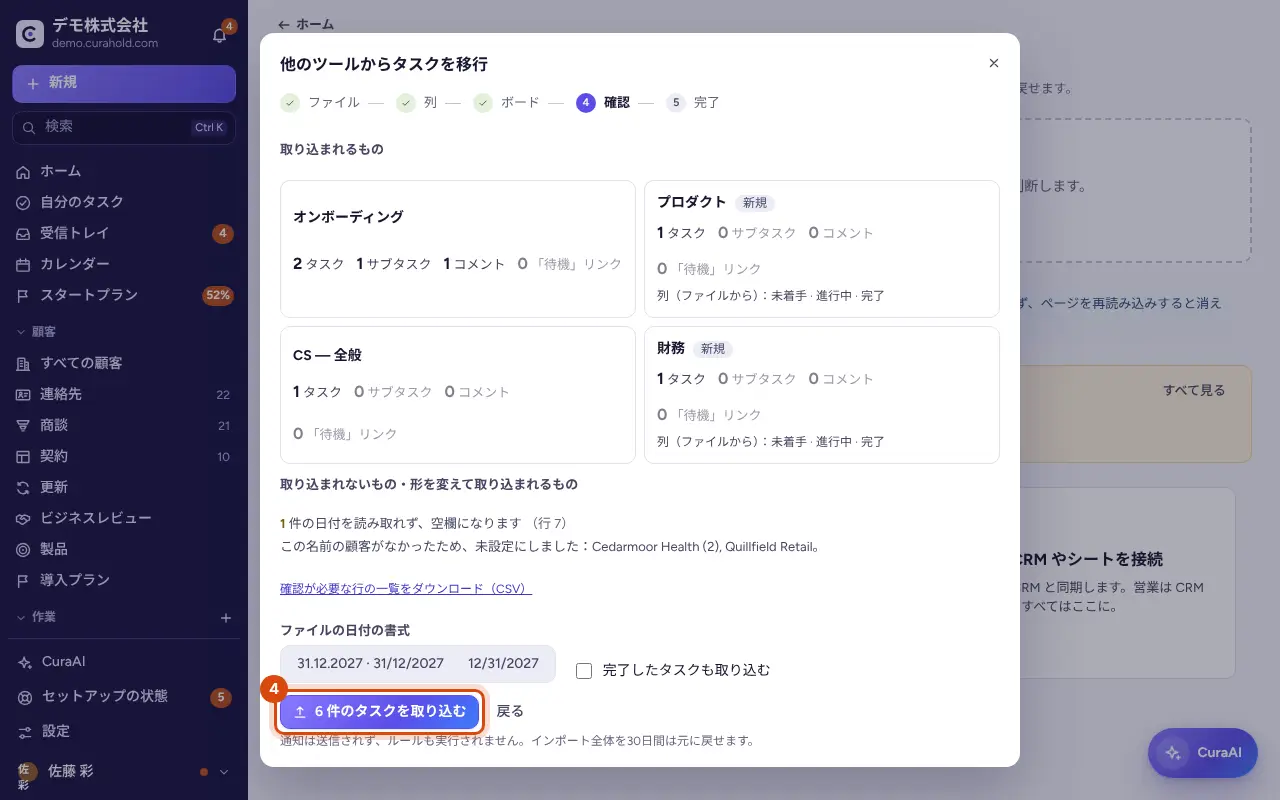 デモ株式会社
demo.curahold.com
4
新規
検索
Ctrl K
ホーム
自分のタスク
受信トレイ
4
カレンダー
スタートプラン
52%
顧客
すべての顧客
連絡先
22
商談
21
契約
10
更新
ビジネスレビュー
製品
導入プラン
作業
CuraAI
セットアップの状態
5
設定
佐
彩
佐藤 彩
← ホーム
他のツールからタスクを移行
ファイル
列
ボード
4 確認
5 完了
取り込まれるもの
オンボーディング
2 タスク 1 サブタスク 1 コメント 0 「待機」リンク
プロダクト 新規
1 タスク 0 サブタスク 0 コメント
0 「待機」リンク
列（ファイルから）：未着手 · 進行中 · 完了
CS — 全般
1 タスク 0 サブタスク 0 コメント
0 「待機」リンク
財務 新規
1 タスク 0 サブタスク 0 コメント
0 「待機」リンク
列（ファイルから）：未着手 · 進行中 · 完了
取り込まれないもの・形を変えて取り込まれるもの
1 件の日付を読み取れず、空欄になります （行 7）
この名前の顧客がなかったため、未設定にしました：Cedarmoor Health (2), Quillfield Retail。
確認が必要な行の一覧をダウンロード（CSV）
ファイルの日付の書式
31.12.2027 · 31/12/2027
12/31/2027
完了したタスクも取り込む
4
6 件のタスクを取り込む
戻る
通知は送信されず、ルールも実行されません。インポート全体を30日間は元に戻せます。
戻せます。
判断します。
ず、ページを再読み込みすると消え
すべて見る
CRM やシートを接続
RM と同期します。営業は CRM
すべてはここに。
CuraAI